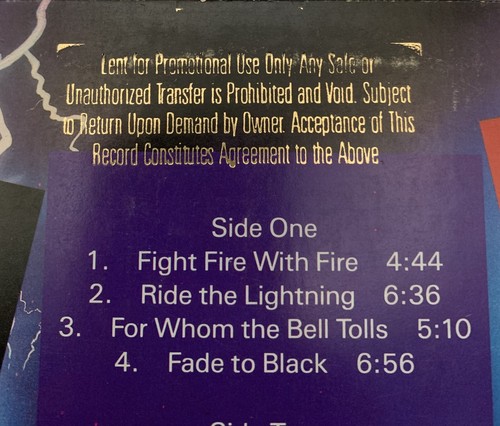 Lent for Promotional Use Only Any Sale or
Unauthorized Transfer is Prohibited and Void. Subject
to Return Upon Demand by Owner. Acceptance of This
Record Constitutes Agreement to the Above
Side One
1. Fight Fire With Fire 4:44
2. Ride the Lightning 6:36
3. For Whom the Bell Tolls 5:10
4. Fade to Black 6:56